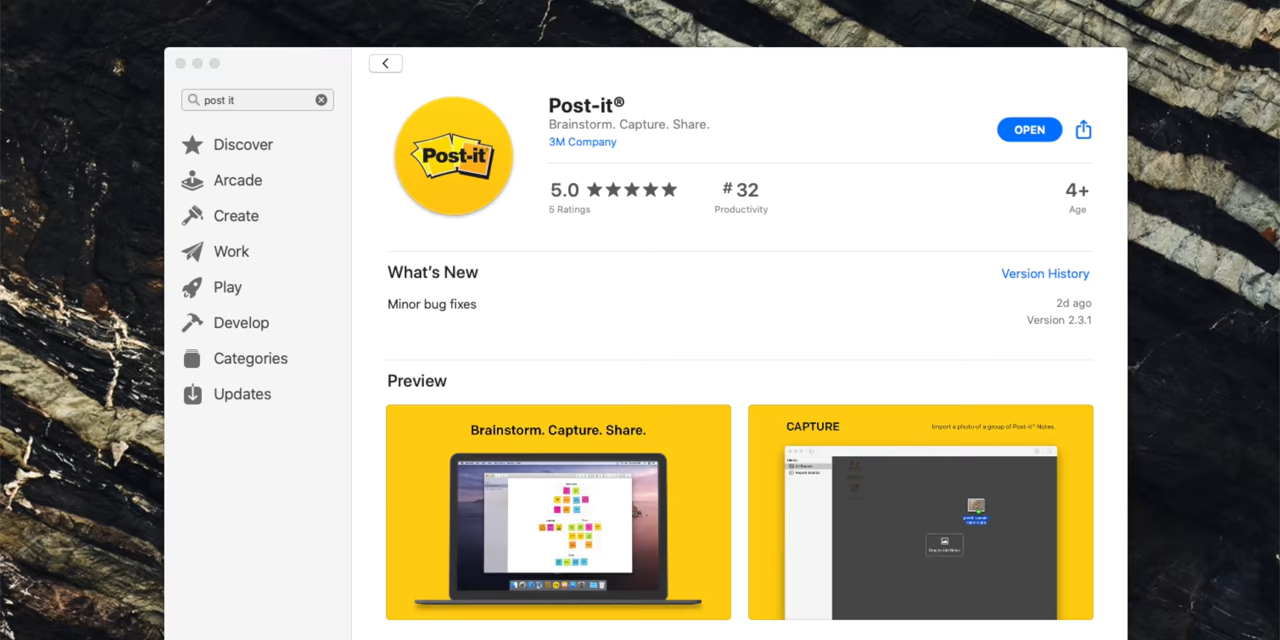 post it
Discover
Arcade
Create
Work
Play
Develop
Categories
Updates
Post-it
Post-it®
Brainstorm. Capture. Share.
3M Company
OPEN
5.0 ★★★★★
5 Ratings
# 32
Productivity
4+
Age
What's New
Version History
Minor bug fixes
2d ago
Version 2.3.1
Preview
Brainstorm. Capture. Share.
CAPTURE
Import a photo of a group of Post-it® Notes.